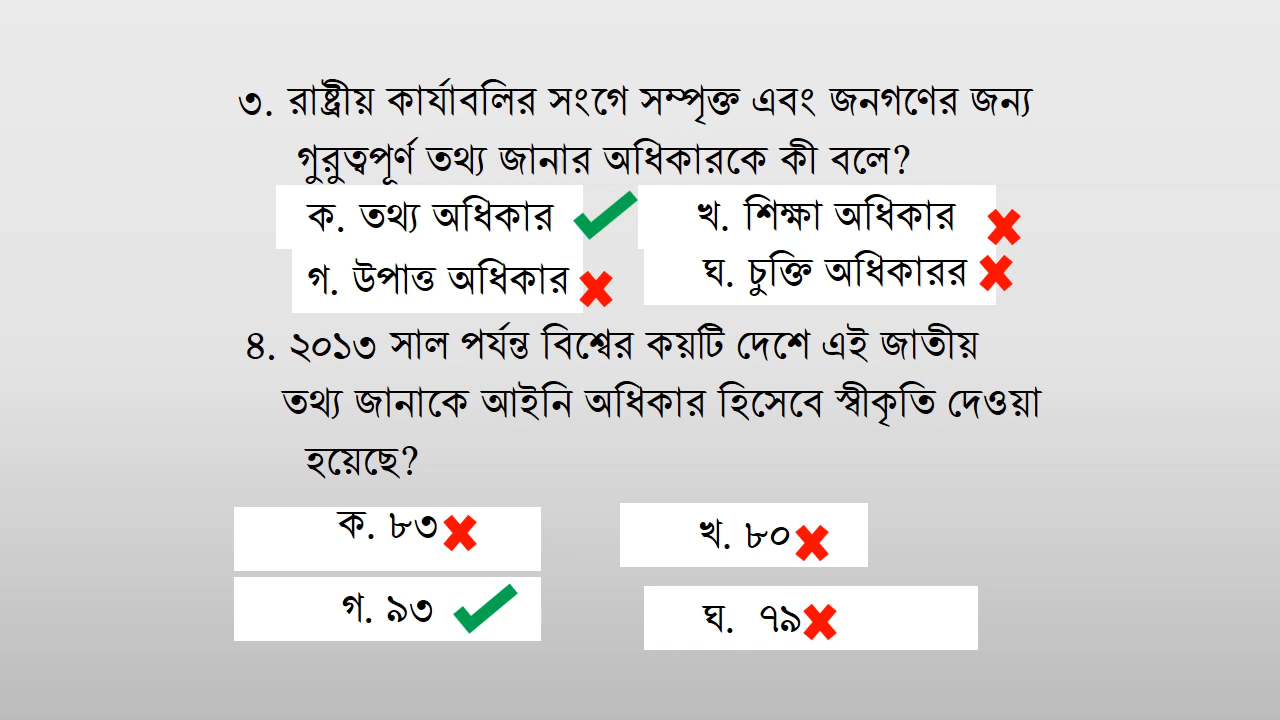 ৩. রাষ্ট্রীয় কার্যাবলির সংগে সম্পৃক্ত এবং জনগণের জন্য
গুরুত্বপূর্ণ তথ্য জানার অধিকারকে কী বলে?
ক. তথ্য অধিকার খ. শিক্ষা অধিকার
গ. উপাত্ত অধিকার ঘ. চুক্তি অধিকারর
৪. ২০১৩ সাল পর্যন্ত বিশ্বের কয়টি দেশে এই জাতীয়
তথ্য জানাকে আইনি অধিকার হিসেবে স্বীকৃতি দেওয়া
হয়েছে?
ক. ৮৩ খ. ৮০
গ. ৯৩ ঘ. ৭৯